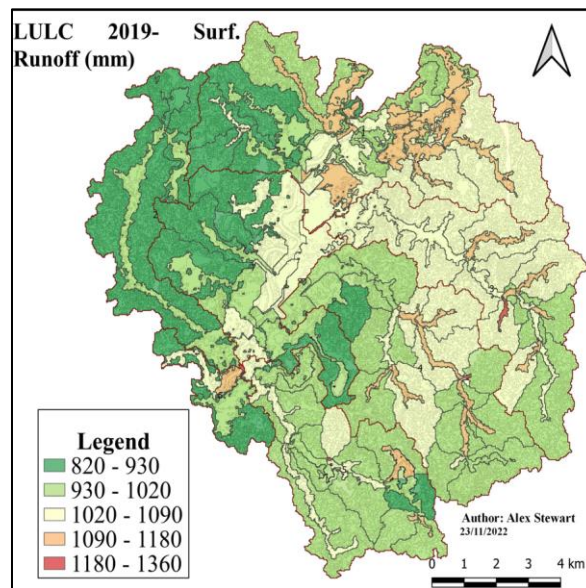 LULC 2019- Surf.
Runoff (mm)
Legend
820 - 930
930 - 1020
1020 - 1090
1090 - 1180
1180 - 1360
Author: Alex Stewart
23/11/2022
0 1 2 3 4 km